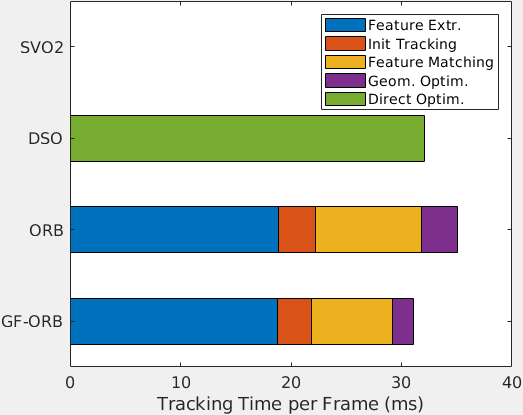 SVO2
DSO
ORB
GF-ORB
Feature Extr.
Init Tracking
Feature Matching
Geom. Optim.
Direct Optim.
0 10 20 30 40
Tracking Time per Frame (ms)